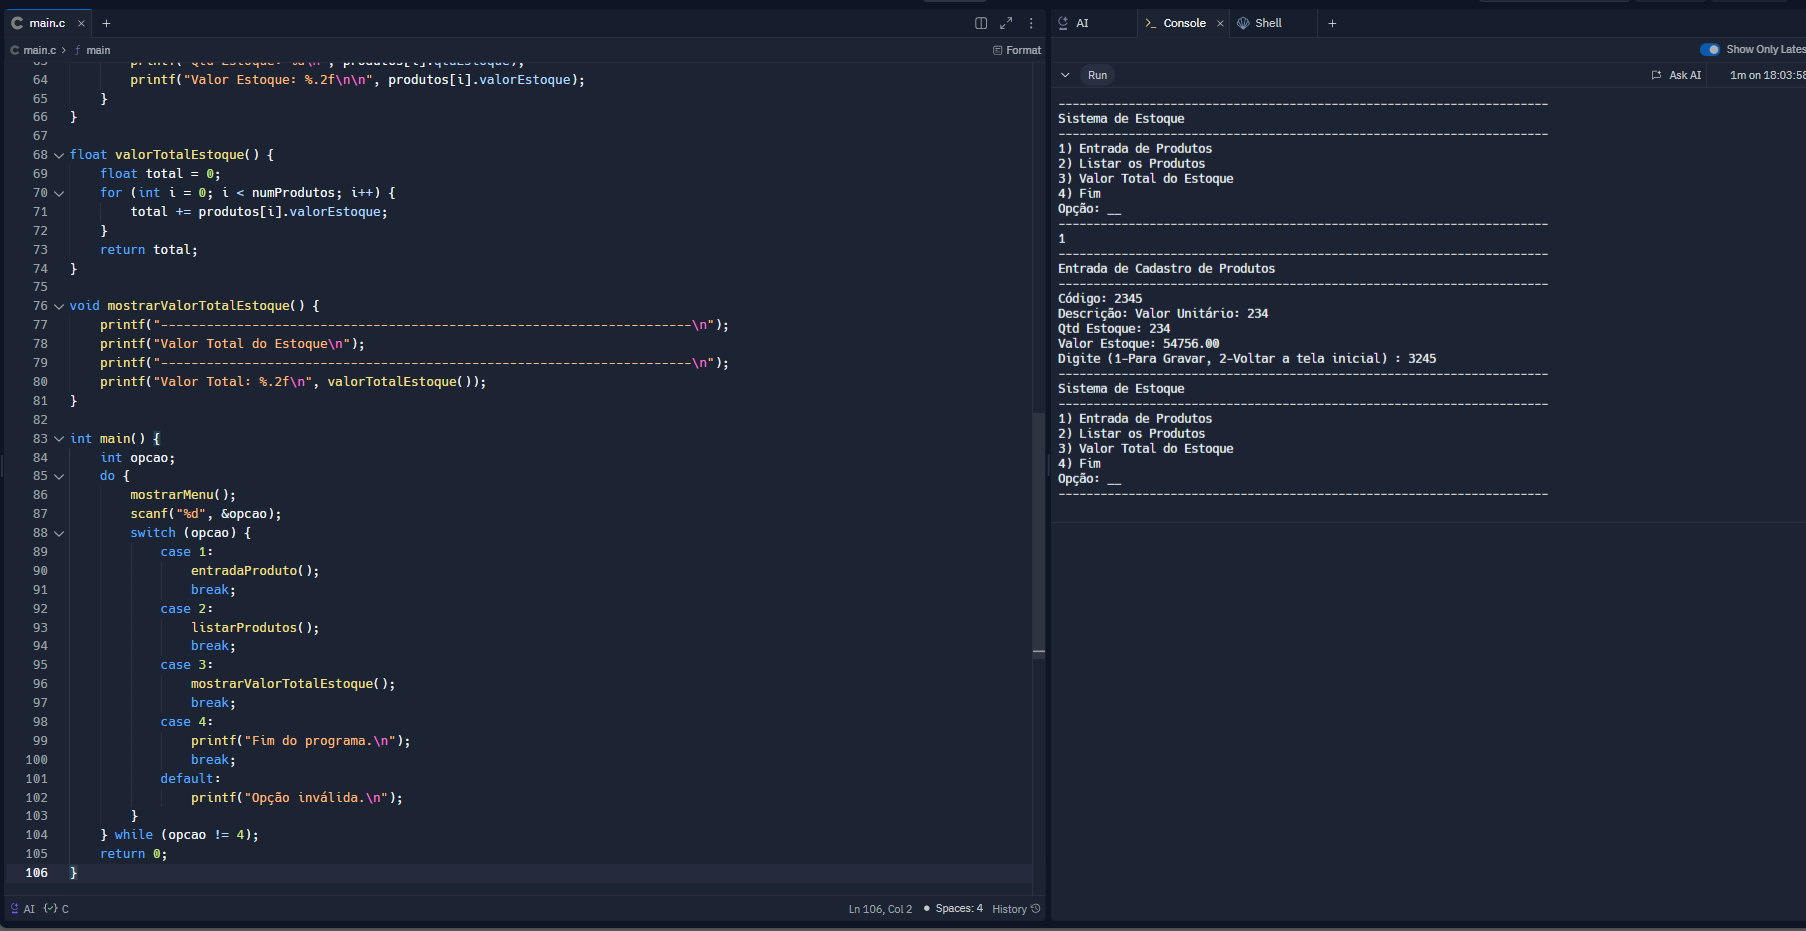 main.c
main.c > f main
Format
64 printf("Valor Estoque: %.2f\n\n", produtos[i].valorEstoque);
65 }
66 }
67
68 float valorTotalEstoque() {
69 float total = 0;
70 for (int i = 0; i < numProdutos; i++) {
71 total += produtos[i].valorEstoque;
72 }
73 return total;
74 }
75
76 void mostrarValorTotalEstoque() {
77 printf("----------------------------------------------------------------------\n");
78 printf("Valor Total do Estoque\n");
79 printf("----------------------------------------------------------------------\n");
80 printf("Valor Total: %.2f\n", valorTotalEstoque());
81 }
82
83 int main() {
84 int opcao;
85 do {
86 mostrarMenu();
87 scanf("%d", &opcao);
88 switch (opcao) {
89 case 1:
90 entradaProduto();
91 break;
92 case 2:
93 listarProdutos();
94 break;
95 case 3:
96 mostrarValorTotalEstoque();
97 break;
98 case 4:
99 printf("Fim do programa.\n");
100 break;
101 default:
102 printf("Opção inválida.\n");
103 }
104 } while (opcao != 4);
105 return 0;
106 }
AI C
Ln 106, Col 2 • Spaces: 4 History
AI
Console
Shell
Show Only Lates
Run
Ask AI
1m on 18:03:58
----------------------------------------------------------------------
Sistema de Estoque
----------------------------------------------------------------------
1) Entrada de Produtos
2) Listar os Produtos
3) Valor Total do Estoque
4) Fim
Opção: __
----------------------------------------------------------------------
1
----------------------------------------------------------------------
Entrada de Cadastro de Produtos
----------------------------------------------------------------------
Código: 2345
Descrição: Valor Unitário: 234
Qtd Estoque: 234
Valor Estoque: 54756.00
Digite (1-Para Gravar, 2-Voltar a tela inicial) : 3245
----------------------------------------------------------------------
Sistema de Estoque
----------------------------------------------------------------------
1) Entrada de Produtos
2) Listar os Produtos
3) Valor Total do Estoque
4) Fim
Opção: __
----------------------------------------------------------------------